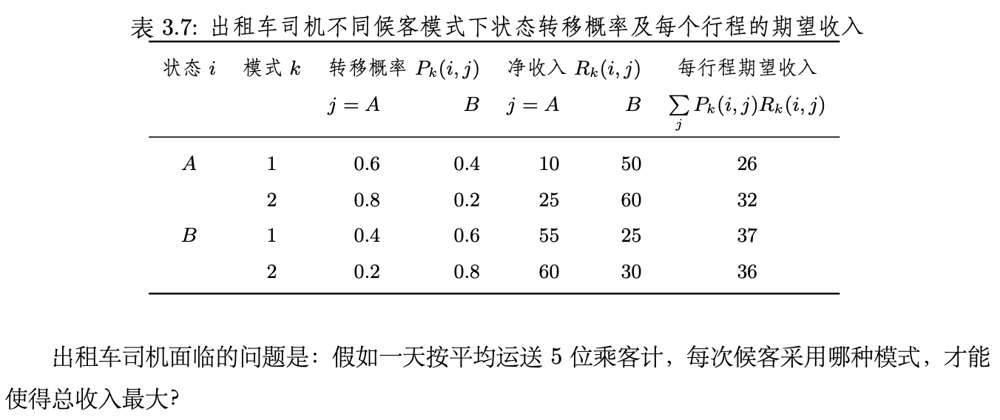 表 3.7: 出租车司机不同候客模式下状态转移概率及每个行程的期望收入
状态 i 模式 k 转移概率 Pₖ(i, j) 净收入 Rₖ(i, j) 每行程期望收入
j = A B j = A B ∑ⱼ Pₖ(i, j)Rₖ(i, j)
A 1 0.6 0.4 10 50 26
2 0.8 0.2 25 60 32
B 1 0.4 0.6 55 25 37
2 0.2 0.8 60 30 36
出租车司机面临的问题是：假如一天按平均运送 5 位乘客计，每次候客采用哪种模式，才能
使得总收入最大？